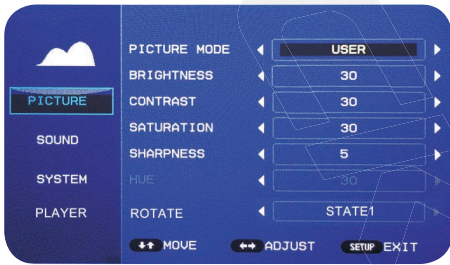 PICTURE MODE USER
BRIGHTNESS 30
PICTURE CONTRAST 30
SATURATION 30
SOUND
SHARPNESS 5
SYSTEM HUE 30
PLAYER ROTATE STATE1
MOVE ADJUST SETUP EXIT